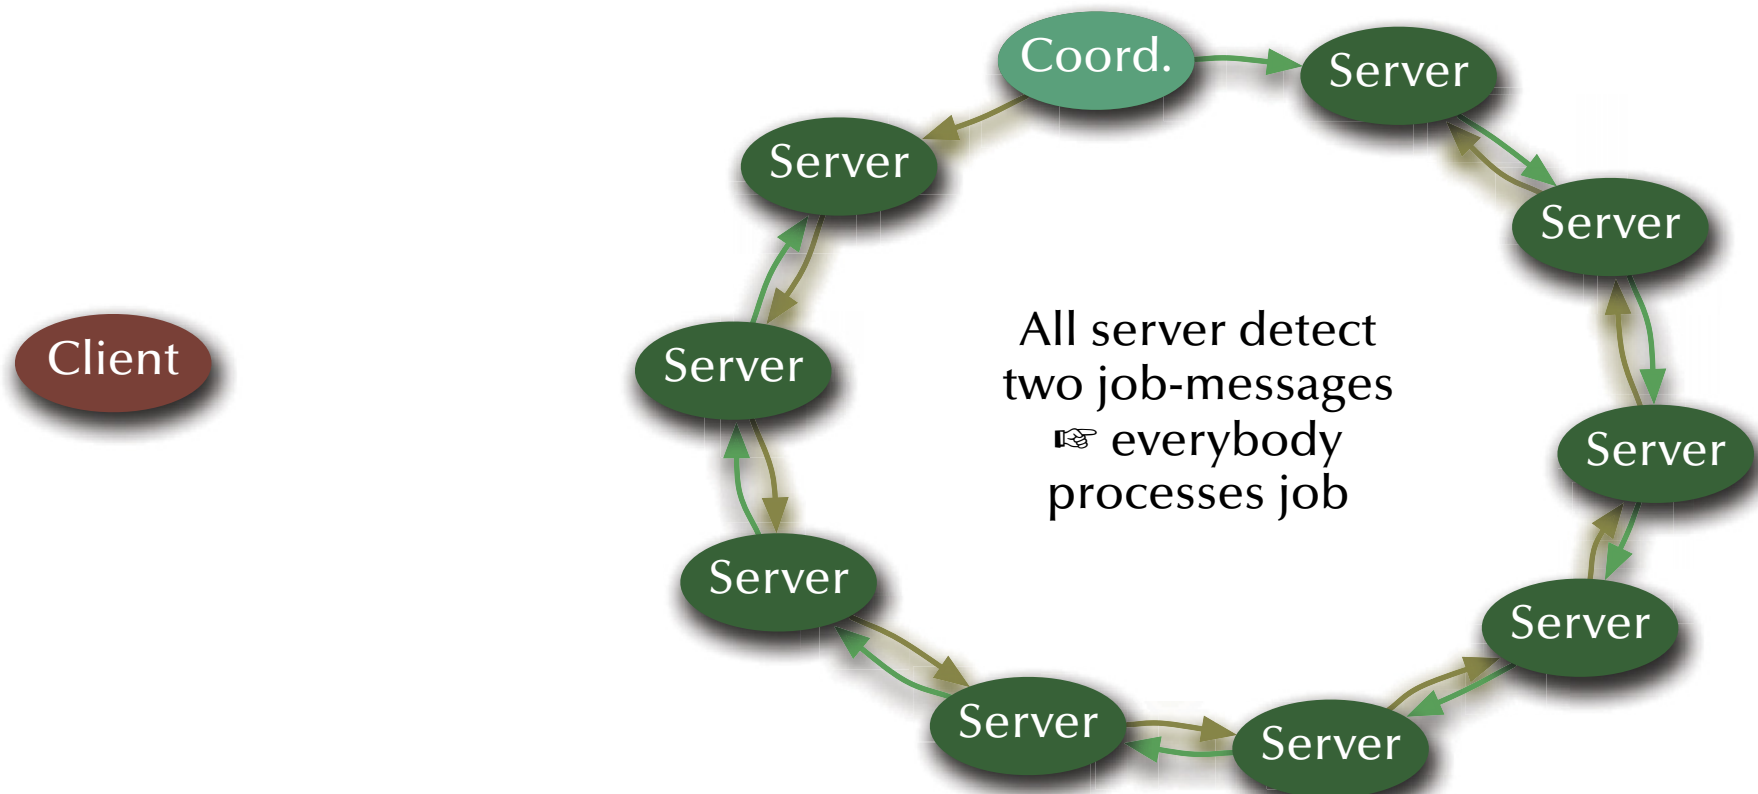 Coord.
Server
Server
Server
Client
Server
All server detect
two job-messages
☞ everybody
processes job
Server
Server
Server
Server
Server